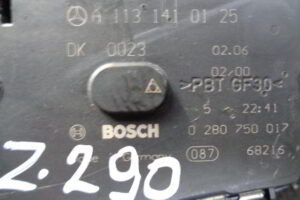 A 113 141 01 25
DK 0023 02.06
02/00
>PBT GF30<
5 22:41
BOSCH 0 280 750 017
Germany 087 68216
Z.290